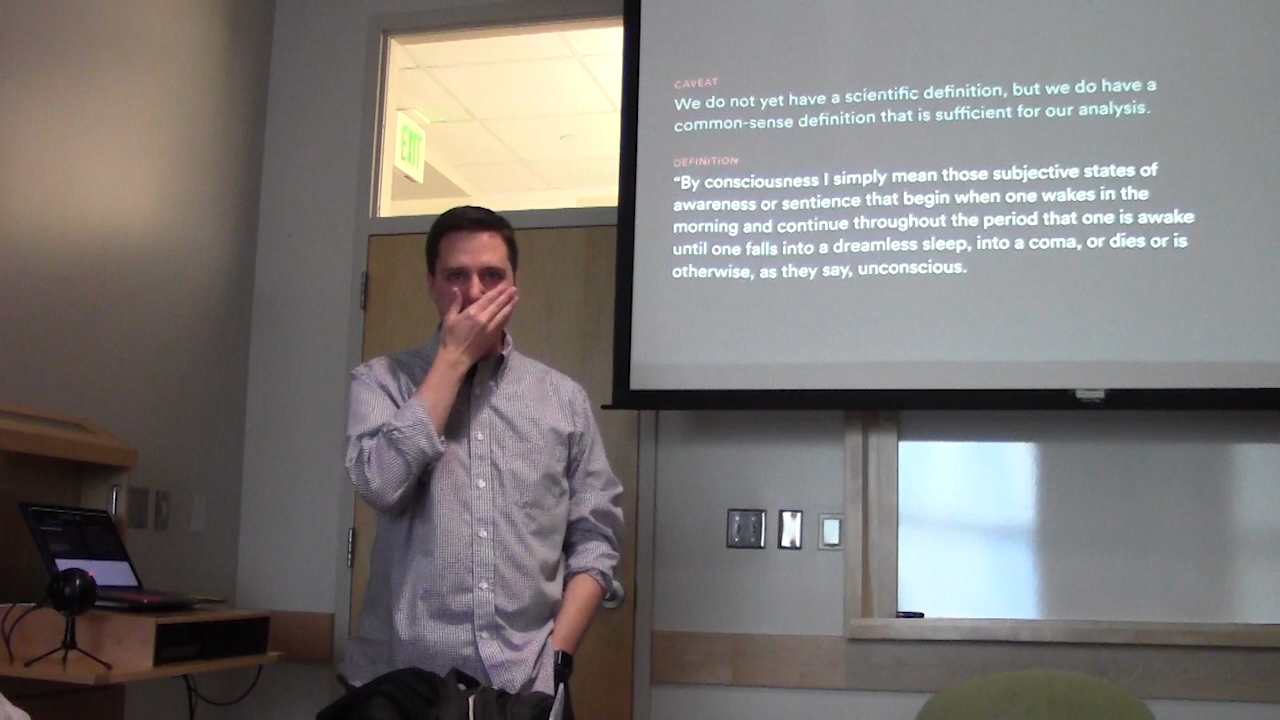 EXIT
CAVEAT
We do not yet have a scientific definition, but we do have a
common-sense definition that is sufficient for our analysis.
DEFINITION
“By consciousness I simply mean those subjective states of
awareness or sentience that begin when one wakes in the
morning and continue throughout the period that one is awake
until one falls into a dreamless sleep, into a coma, or dies or is
otherwise, as they say, unconscious.